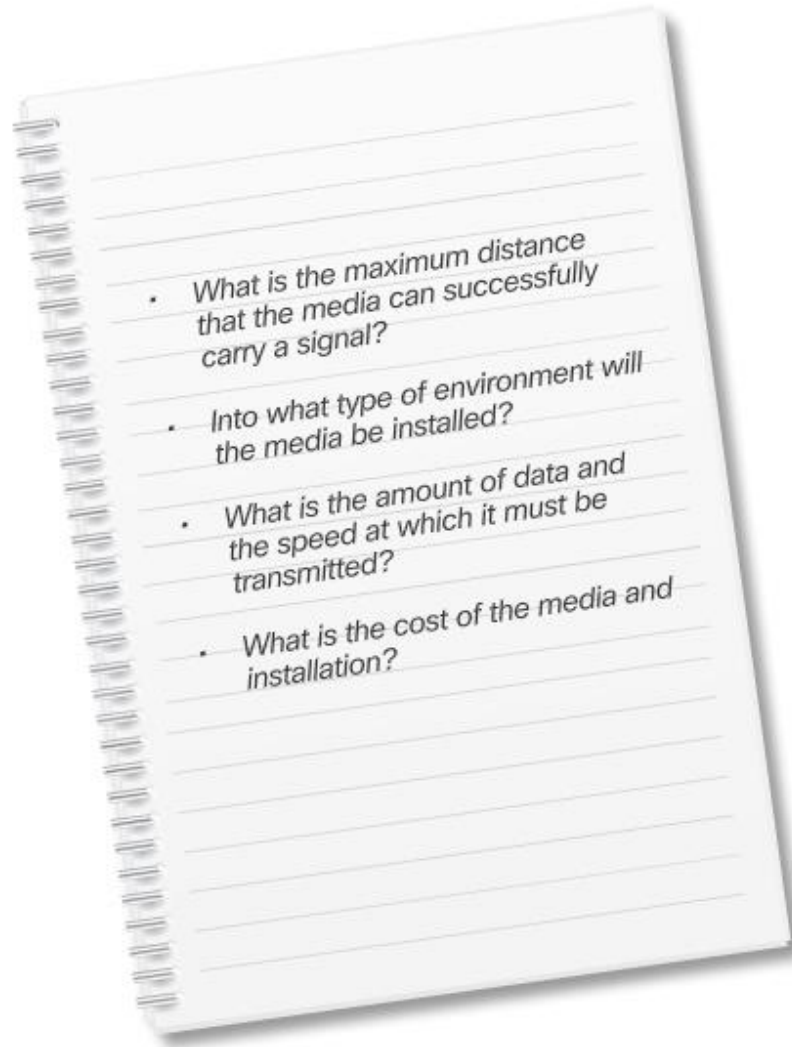 · What is the maximum distance
that the media can successfully
carry a signal?
· Into what type of environment will
the media be installed?
· What is the amount of data and
the speed at which it must be
transmitted?
· What is the cost of the media and
installation?